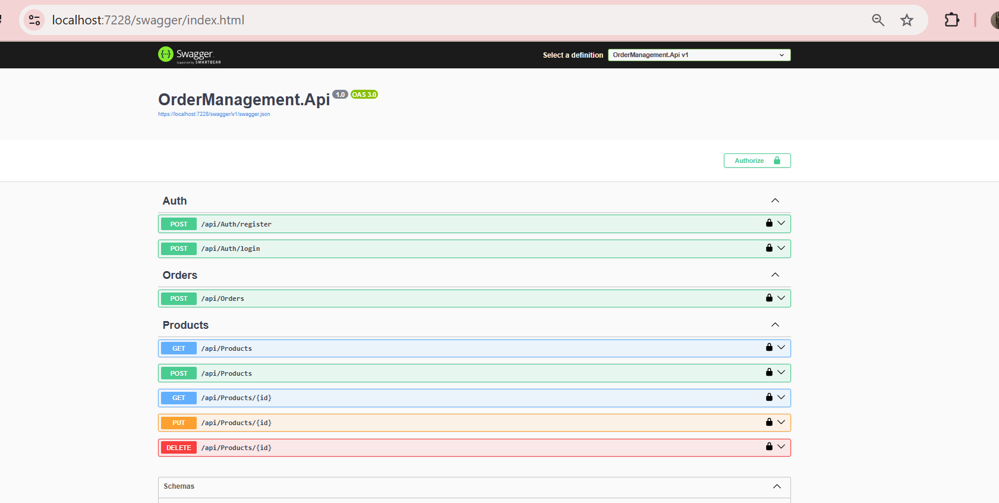 localhost:7228/swagger/index.html
Swagger
Supported by SMARTBEAR
Select a definition
OrderManagement.Api v1
OrderManagement.Api 1.0 OAS 3.0
https://localhost:7228/swagger/v1/swagger.json
Authorize
Auth
POST /api/Auth/register
POST /api/Auth/login
Orders
POST /api/Orders
Products
GET /api/Products
POST /api/Products
GET /api/Products/{id}
PUT /api/Products/{id}
DELETE /api/Products/{id}
Schemas